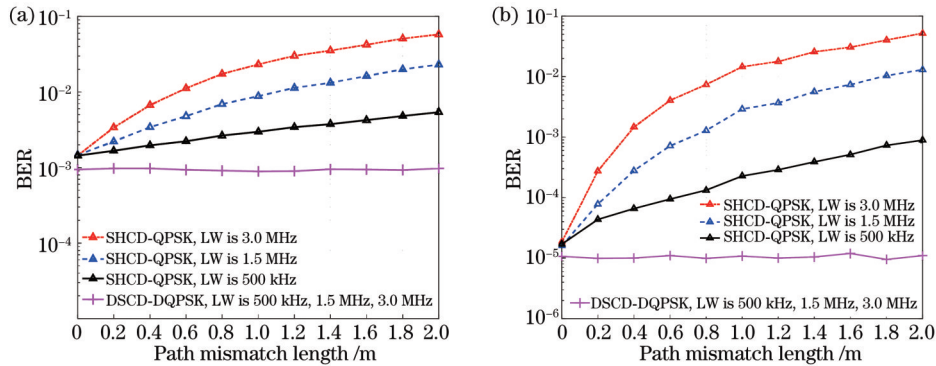 (a)
10⁻¹
10⁻²
10⁻³
10⁻⁴
BER
SHCD-QPSK, LW is 3.0 MHz
SHCD-QPSK, LW is 1.5 MHz
SHCD-QPSK, LW is 500 kHz
DSCD-DQPSK, LW is 500 kHz, 1.5 MHz, 3.0 MHz
0 0.2 0.4 0.6 0.8 1.0 1.2 1.4 1.6 1.8 2.0
Path mismatch length /m
(b)
10⁻¹
10⁻²
10⁻³
10⁻⁴
10⁻⁵
10⁻⁶
BER
SHCD-QPSK, LW is 3.0 MHz
SHCD-QPSK, LW is 1.5 MHz
SHCD-QPSK, LW is 500 kHz
DSCD-DQPSK, LW is 500 kHz, 1.5 MHz, 3.0 MHz
0 0.2 0.4 0.6 0.8 1.0 1.2 1.4 1.6 1.8 2.0
Path mismatch length /m